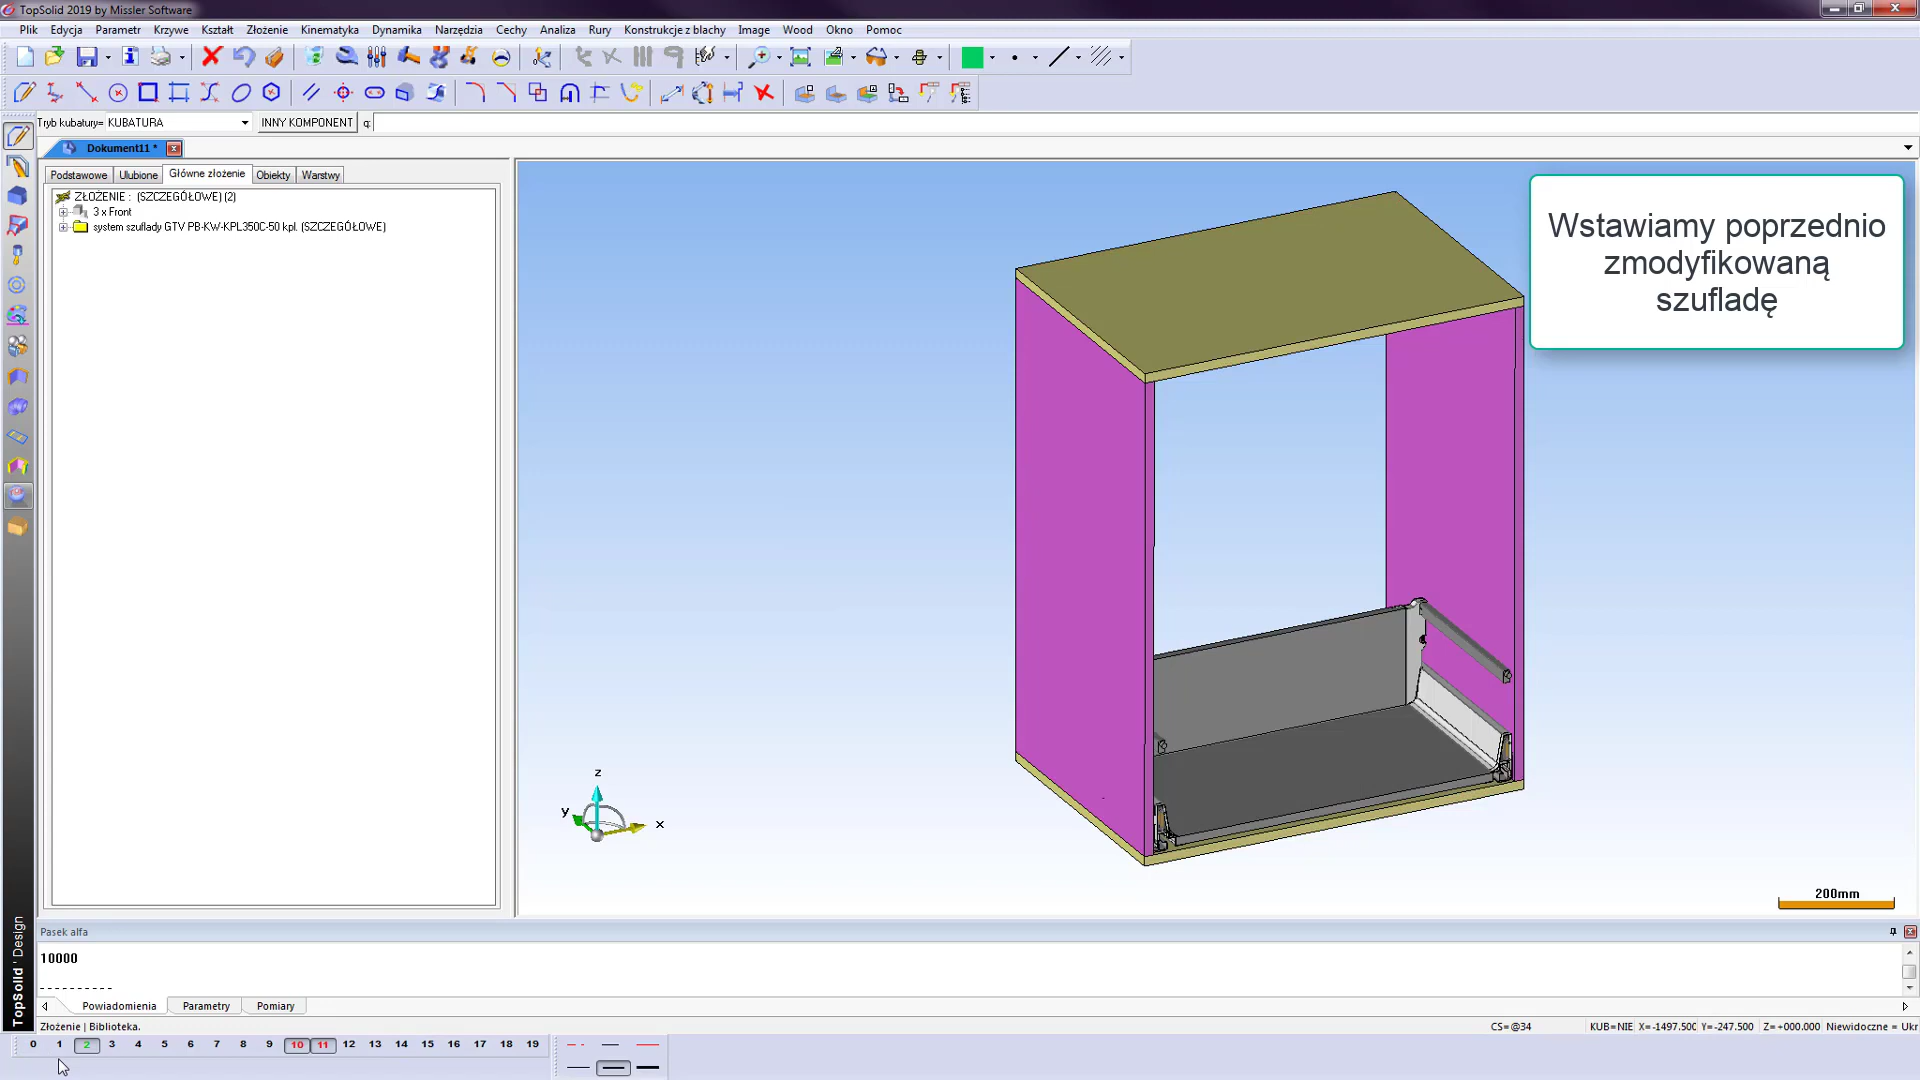 TopSolid 2019 by Missler Software
Plik Edycja Parametr Krzywe Kształt Złożenie Kinematyka Dynamika Narzędzia Cechy Analiza Rury Konstrukcje z blachy Image Wood Okno Pomoc
Tryb kubatury= KUBATURA INNY KOMPONENT q:
Dokument11 *
Podstawowe Ulubione Główne złożenie Obiekty Warstwy
ZŁOŻENIE : (SZCZEGÓŁOWE) (2)
3 x Front
system szuflady GTV PB-KW-KPL350C-50 kpl. (SZCZEGÓŁOWE)
Wstawiamy poprzednio
zmodyfikowaną
szufladę
z
y
x
200mm
Pasek alfa
10000
----------
Powiadomienia Parametry Pomiary
Złożenie | Biblioteka.
CS=@34 KUB=NIE X=-1497.500 Y=-247.500 Z=+000.000 Niewidoczne = Ukr
0 1 2 3 4 5 6 7 8 9 10 11 12 13 14 15 16 17 18 19
TopSolid'Design